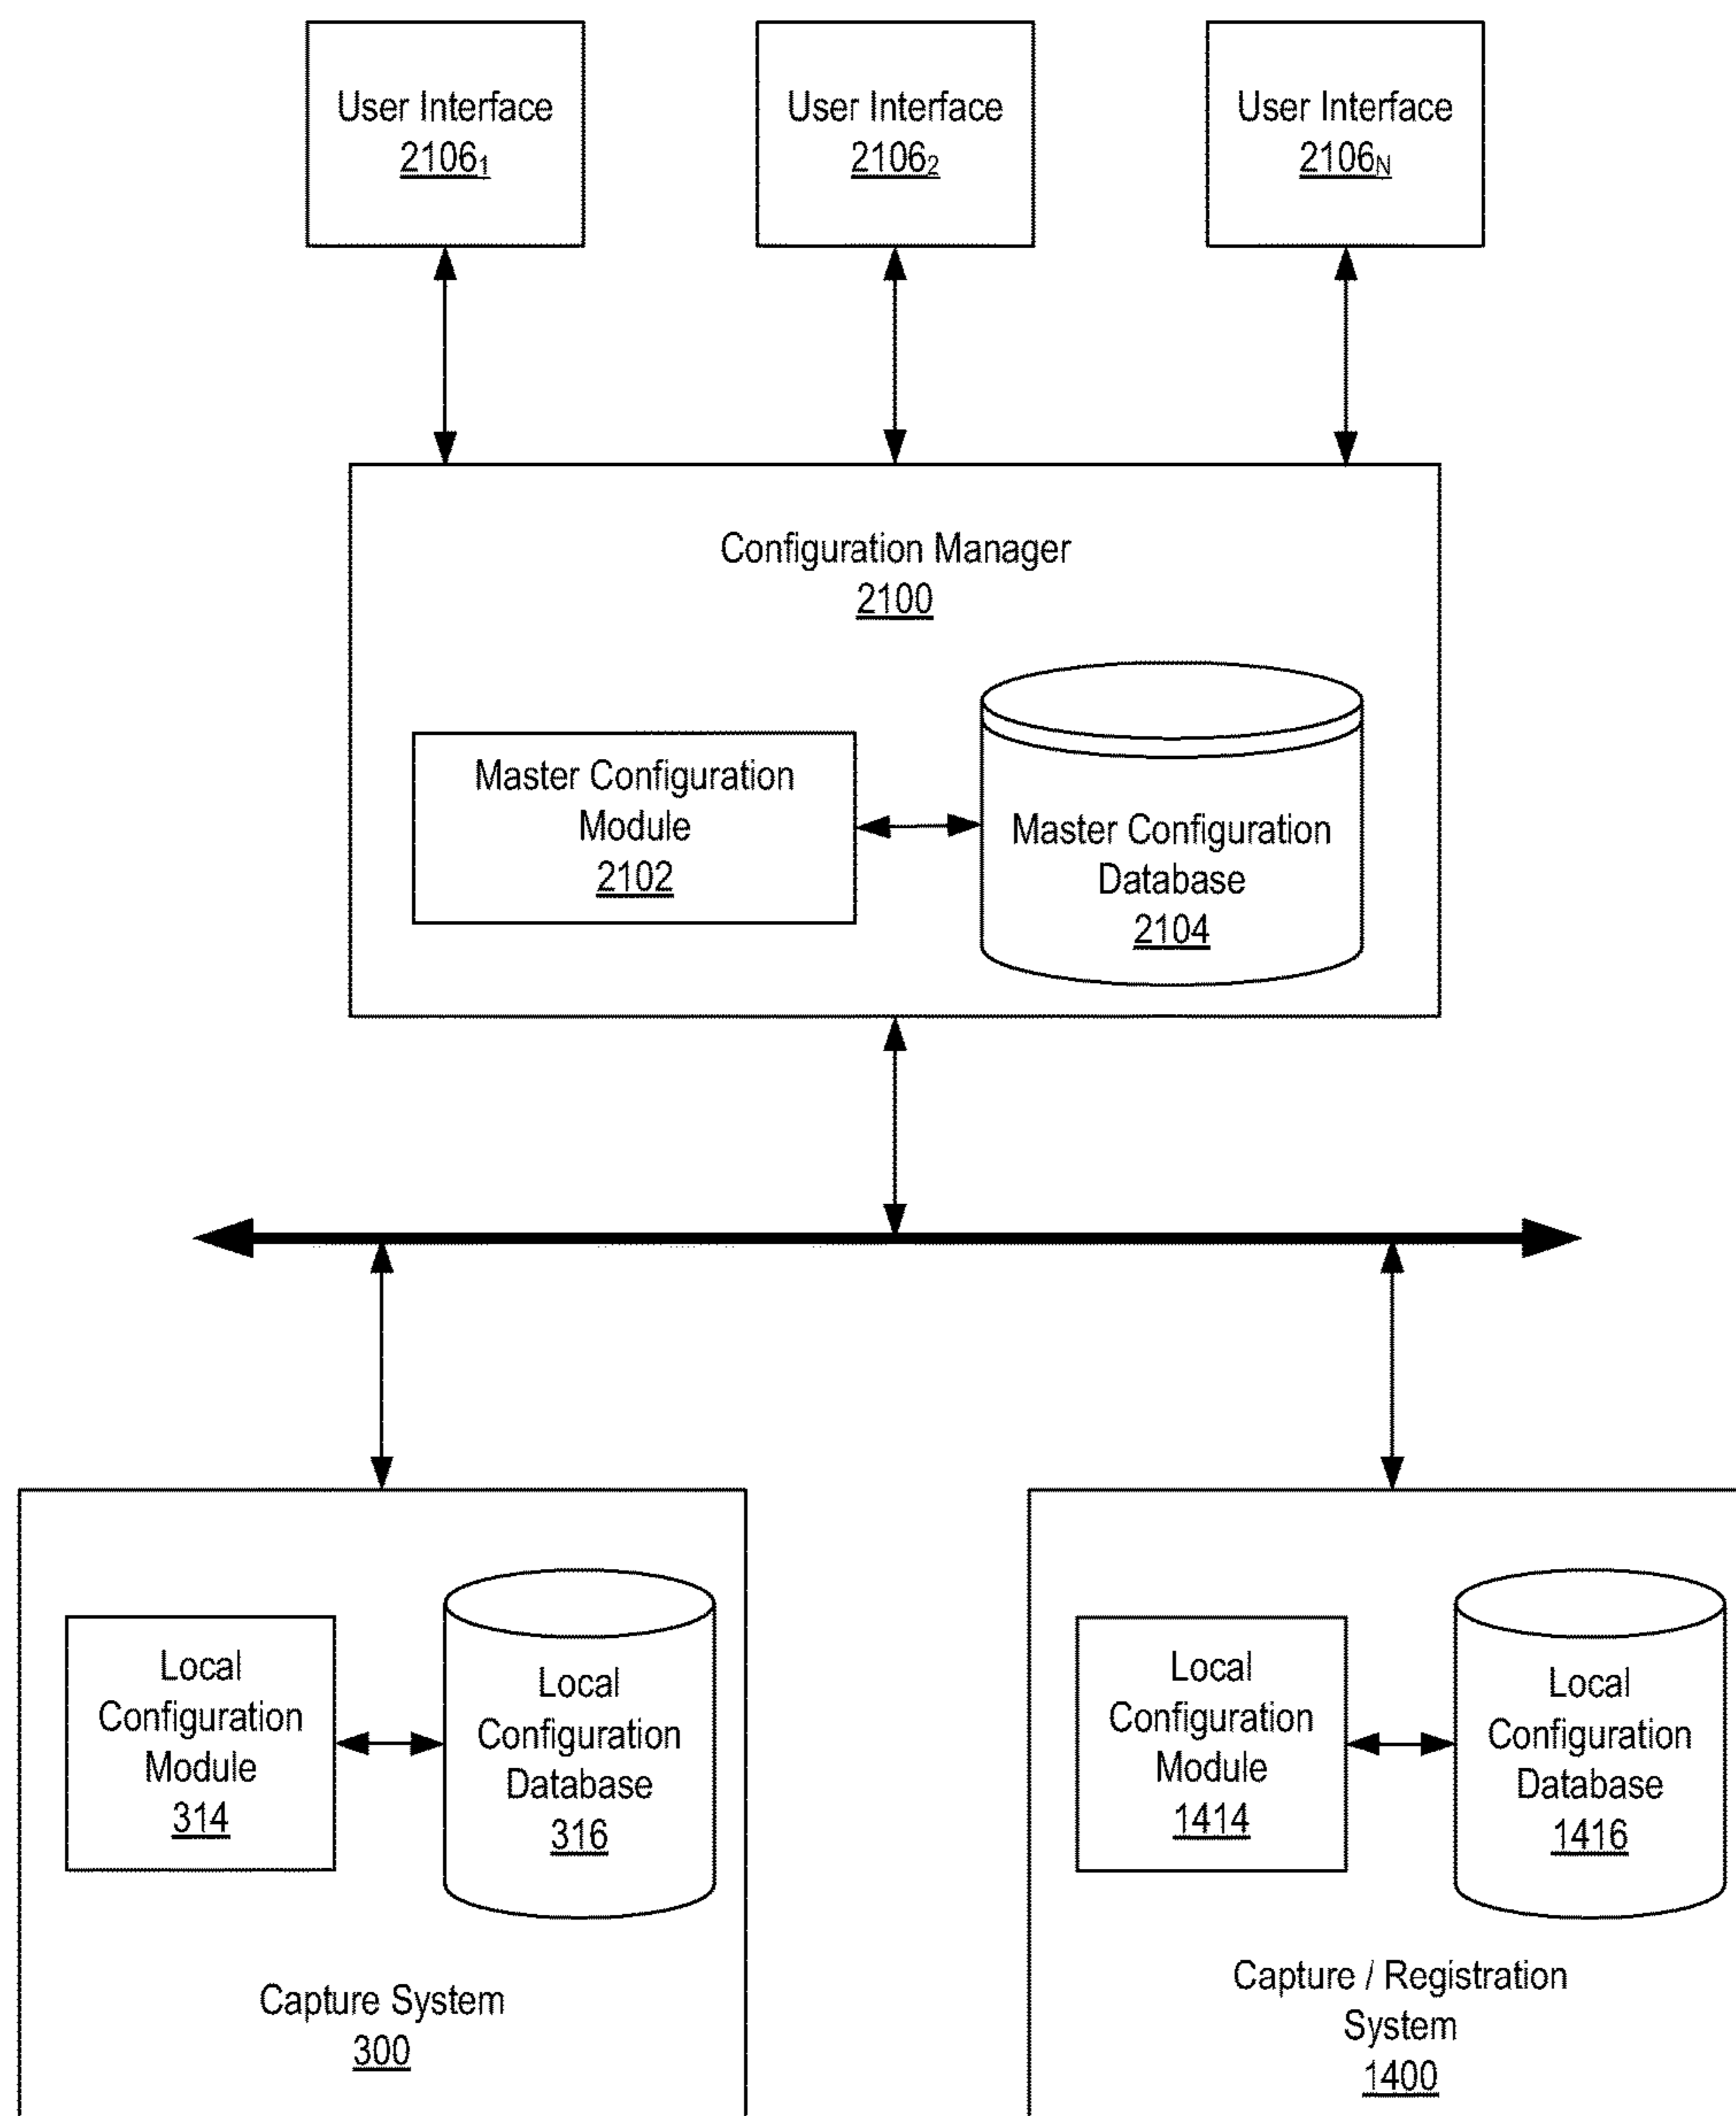 User Interface
2106₁
User Interface
2106₂
User Interface
2106N
Configuration Manager
2100
Master Configuration
Module
2102
Master Configuration
Database
2104
Local
Configuration
Module
314
Local
Configuration
Database
316
Capture System
300
Local
Configuration
Module
1414
Local
Configuration
Database
1416
Capture / Registration
System
1400